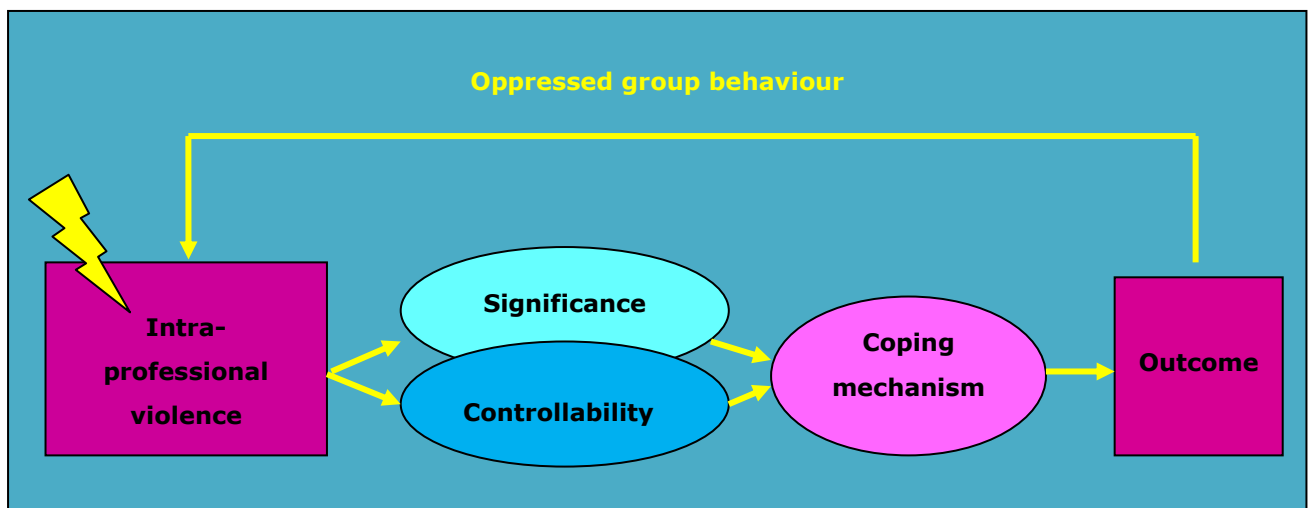 Oppressed group behaviour
Intra-
professional
violence
Significance
Controllability
Coping
mechanism
Outcome